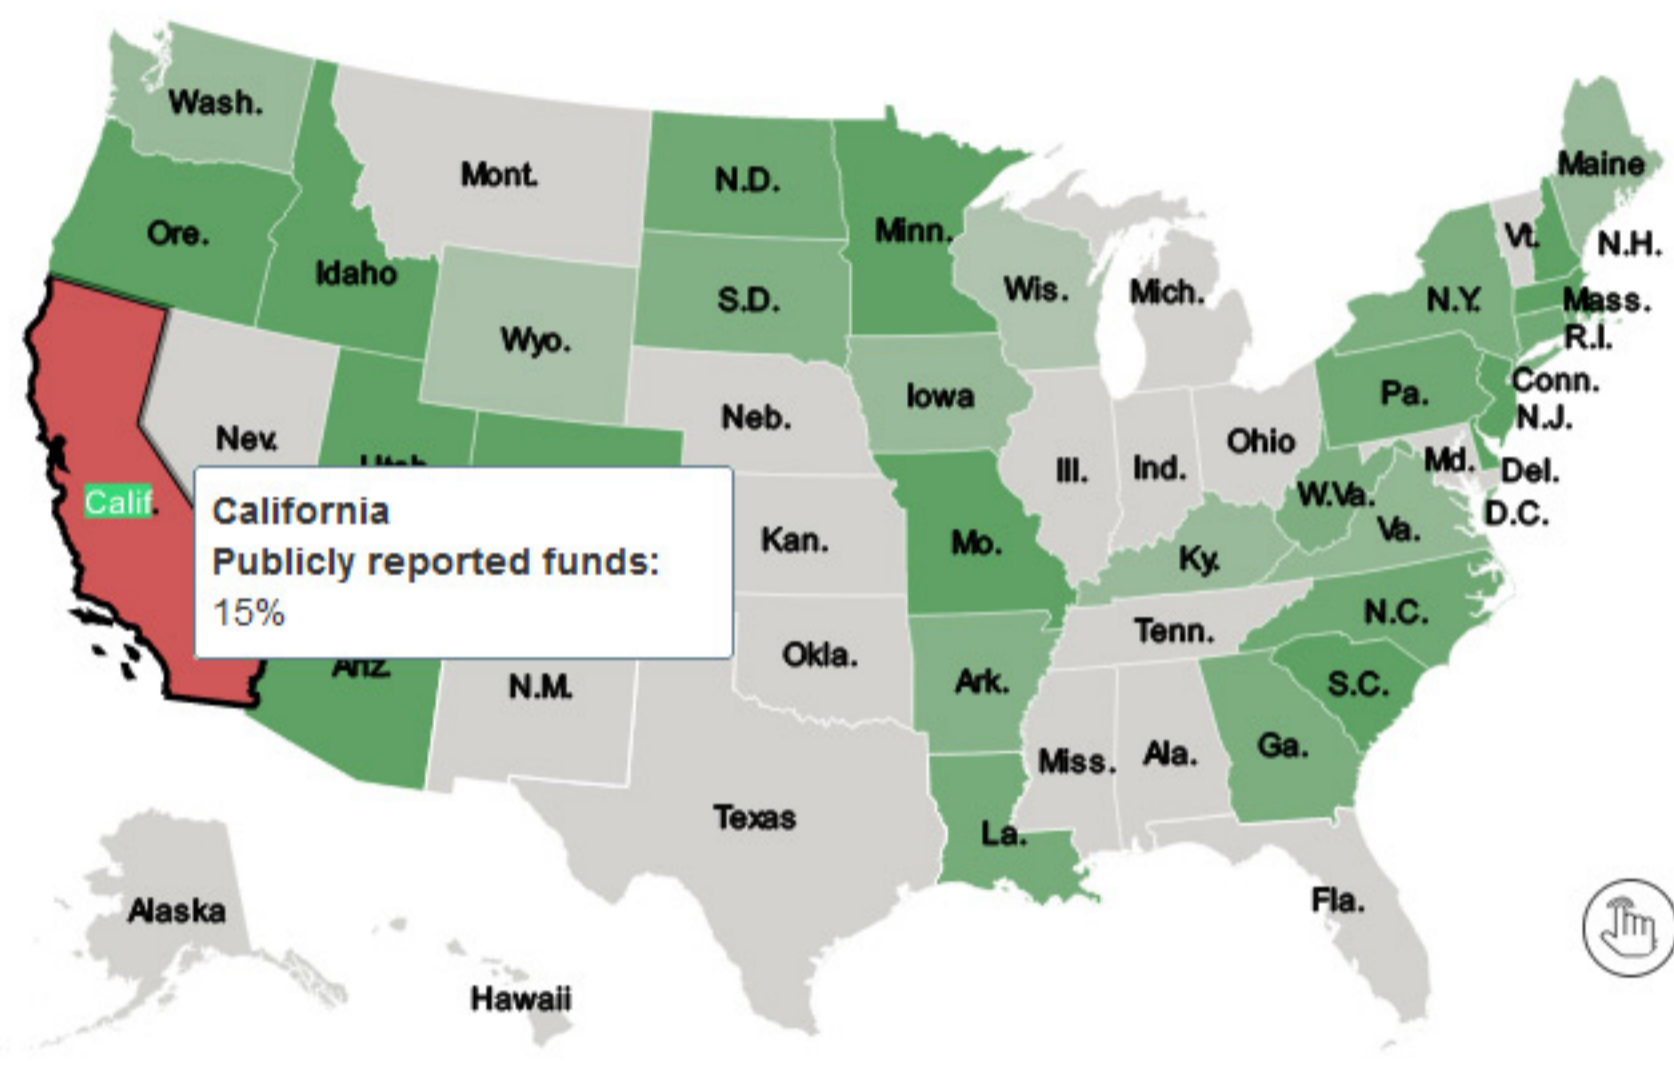 Wash.
Mont.
N.D.
Minn.
Maine
Ore.
Idaho
Wyo.
S.D.
Wis.
Mich.
N.Y.
Vt.
N.H.
Mass.
R.I.
Conn.
N.J.
Pa.
Nev.
Utah
Neb.
Iowa
Ill.
Ind.
Ohio
Md.
Del.
D.C.
W.Va.
Va.
Calif.
California
Publicly reported funds:
15%
Kan.
Mo.
Ky.
Ariz.
N.M.
Okla.
Ark.
Tenn.
N.C.
S.C.
Texas
La.
Miss.
Ala.
Ga.
Fla.
Alaska
Hawaii